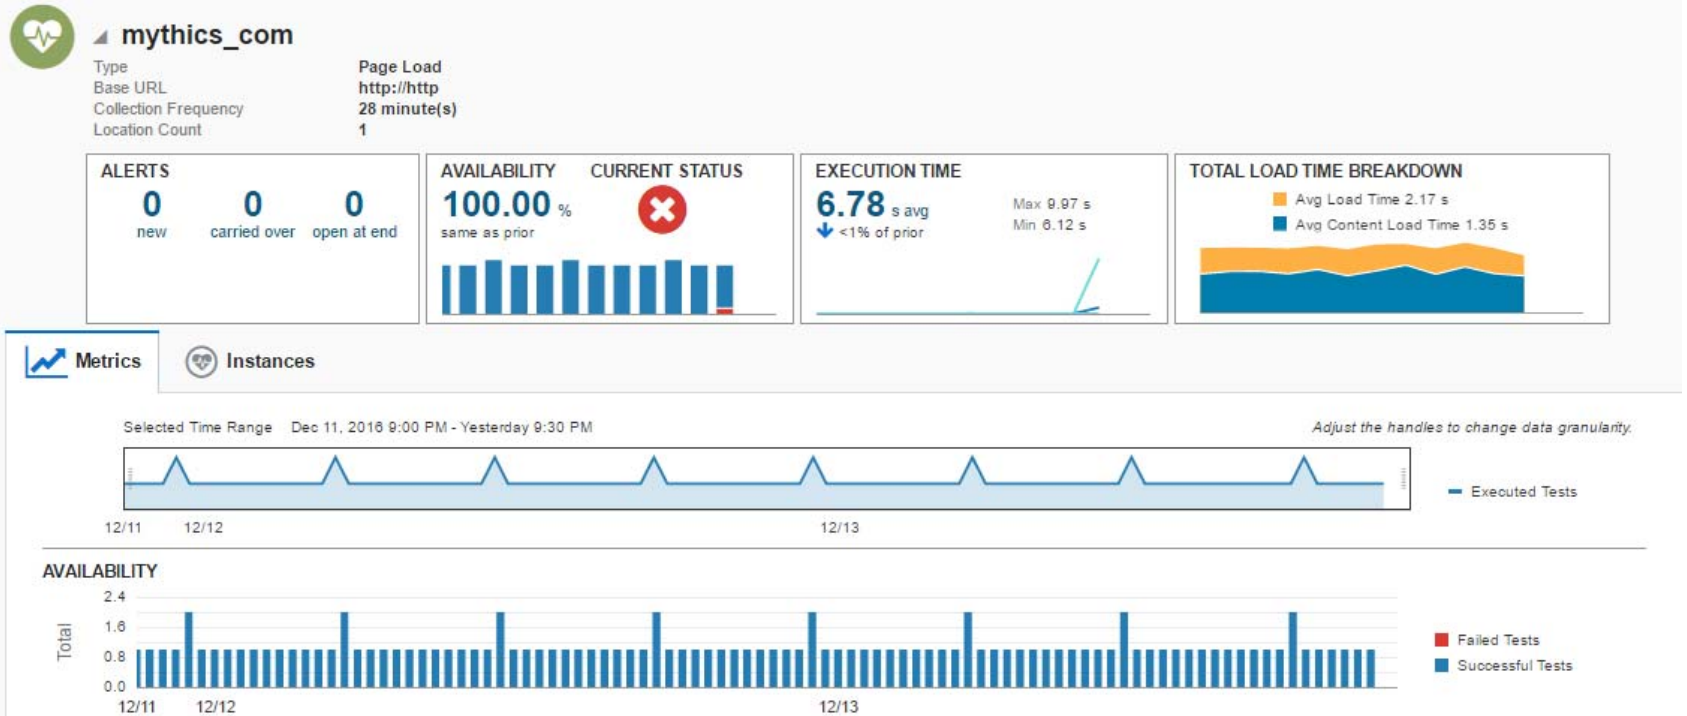 mythics_com
Type Page Load
Base URL http://http
Collection Frequency 28 minute(s)
Location Count 1
ALERTS
0 0 0
new carried over open at end
AVAILABILITY CURRENT STATUS
100.00 %
same as prior
EXECUTION TIME
6.78 s avg
<1% of prior
Max 9.97 s
Min 6.12 s
TOTAL LOAD TIME BREAKDOWN
Avg Load Time 2.17 s
Avg Content Load Time 1.35 s
Metrics Instances
Selected Time Range Dec 11, 2016 9:00 PM - Yesterday 9:30 PM
Adjust the handles to change data granularity.
Executed Tests
12/11 12/12 12/13
AVAILABILITY
Total
2.4
1.6
0.8
0.0
Failed Tests
Successful Tests
12/11 12/12 12/13